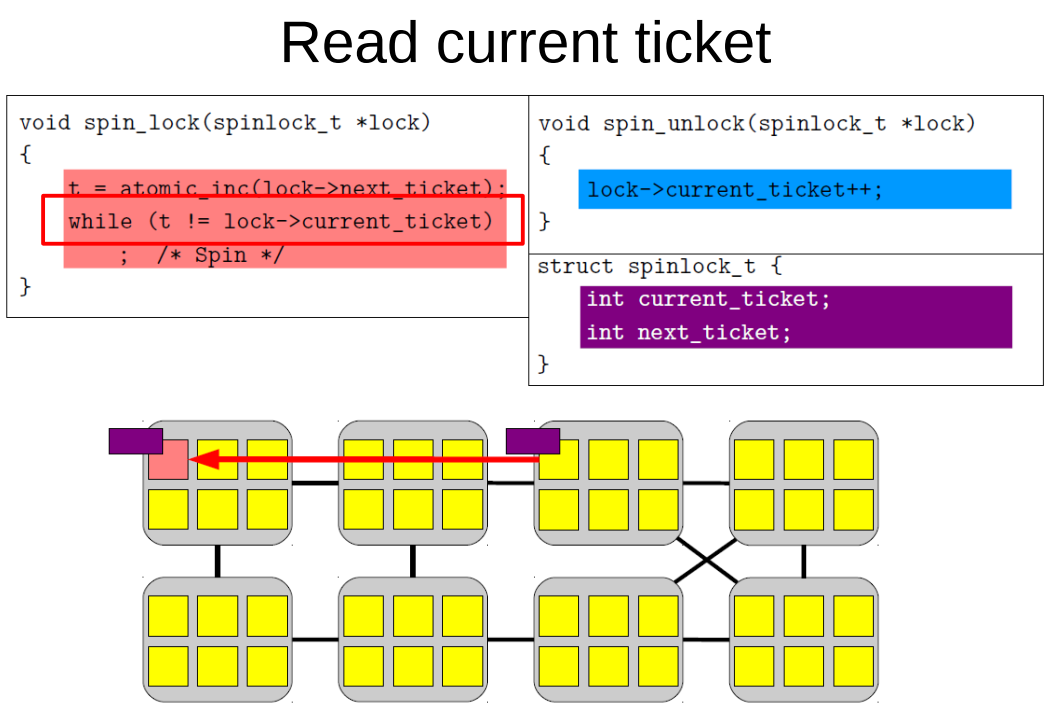 Read current ticket
void spin_lock(spinlock_t *lock)
{
t = atomic_inc(lock->next_ticket);
while (t != lock->current_ticket)
; /* Spin */
}
void spin_unlock(spinlock_t *lock)
{
lock->current_ticket++;
}
struct spinlock_t {
int current_ticket;
int next_ticket;
}